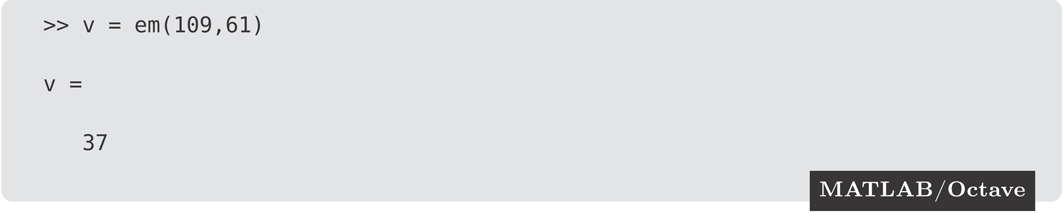 >> v = em(109,61)
v =
37
MATLAB/Octave